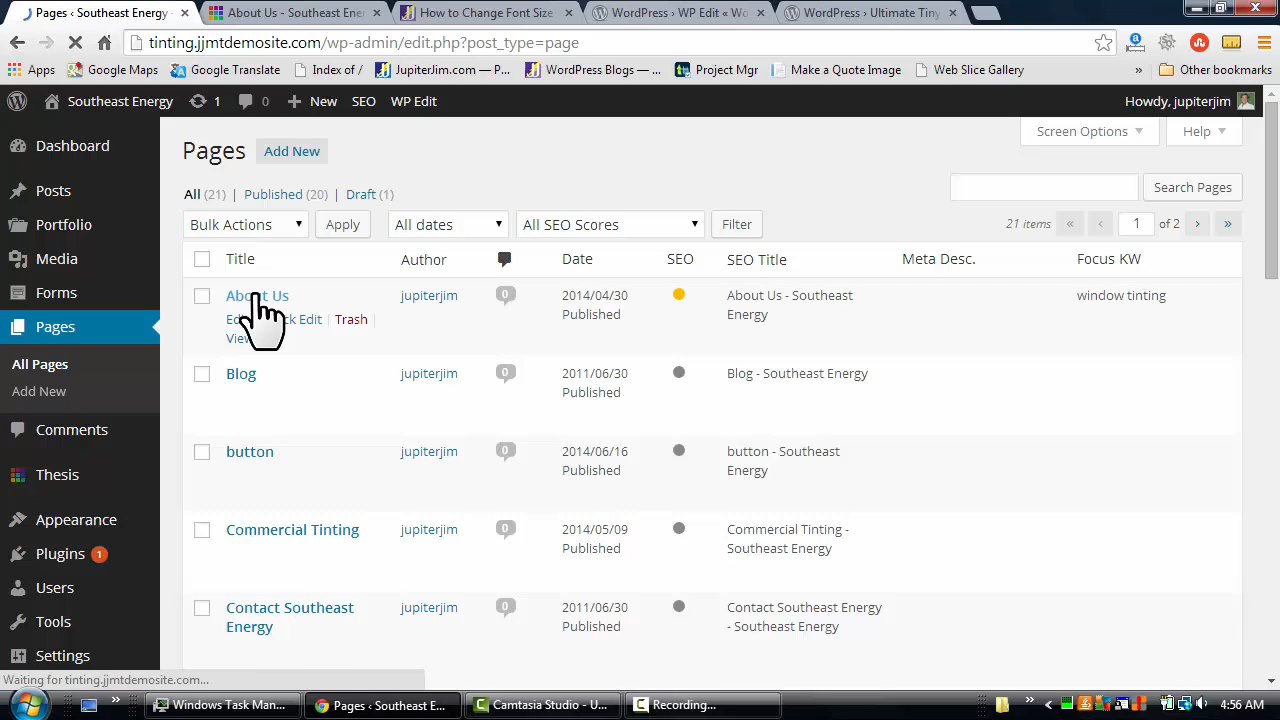 Pages ‹ Southeast Energy -
About Us - Southeast Ener
How to Change Font Size
WordPress › WP Edit « Wo
WordPress › Ultimate Tiny
tinting.jjmtdemosite.com/wp-admin/edit.php?post_type=page
Apps
Google Maps
Google Translate
Index of /
JupiterJim.com — P...
WordPress Blogs — ...
Project Mgr
Make a Quote Image
Web Slice Gallery
»
Other bookmarks
Southeast Energy
1
0
New
SEO
WP Edit
Howdy, jupiterjim
Dashboard
Posts
Portfolio
Media
Forms
Pages
All Pages
Add New
Comments
Thesis
Appearance
Plugins 1
Users
Tools
Settings
Screen Options
Help
Pages Add New
All (21) | Published (20) | Draft (1)
Search Pages
Bulk Actions
Apply
All dates
All SEO Scores
Filter
21 items « ‹ 1 of 2 › »
Title Author Date SEO SEO Title Meta Desc. Focus KW
About Us jupiterjim 0 2014/04/30 About Us - Southeast window tinting
Published Energy
Edit | Trash |
Blog jupiterjim 0 2011/06/30 Blog - Southeast Energy
Published
button jupiterjim 0 2014/06/16 button - Southeast
Published Energy
Commercial Tinting jupiterjim 0 2014/05/09 Commercial Tinting -
Published Southeast Energy
Contact Southeast jupiterjim 0 2011/06/30 Contact Southeast Energy
Energy Published - Southeast Energy
Waiting for tinting.jjmtdemosite.com...
Windows Task Man...
Pages ‹ Southeast E...
Camtasia Studio - U...
Recording...
4:56 AM